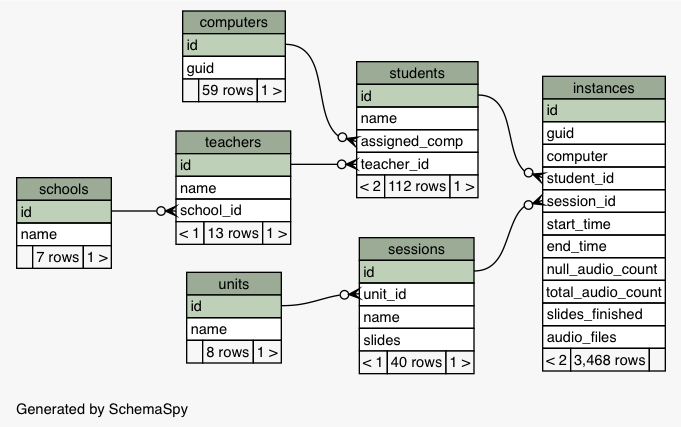 computers
id
guid
59 rows 1 >
students
id
name
assigned_comp
teacher_id
< 2 112 rows 1 >
instances
id
guid
computer
student_id
session_id
start_time
end_time
null_audio_count
total_audio_count
slides_finished
audio_files
< 2 3,468 rows
teachers
id
name
school_id
< 1 13 rows 1 >
schools
id
name
7 rows 1 >
sessions
id
unit_id
name
slides
< 1 40 rows 1 >
units
id
name
8 rows 1 >
Generated by SchemaSpy